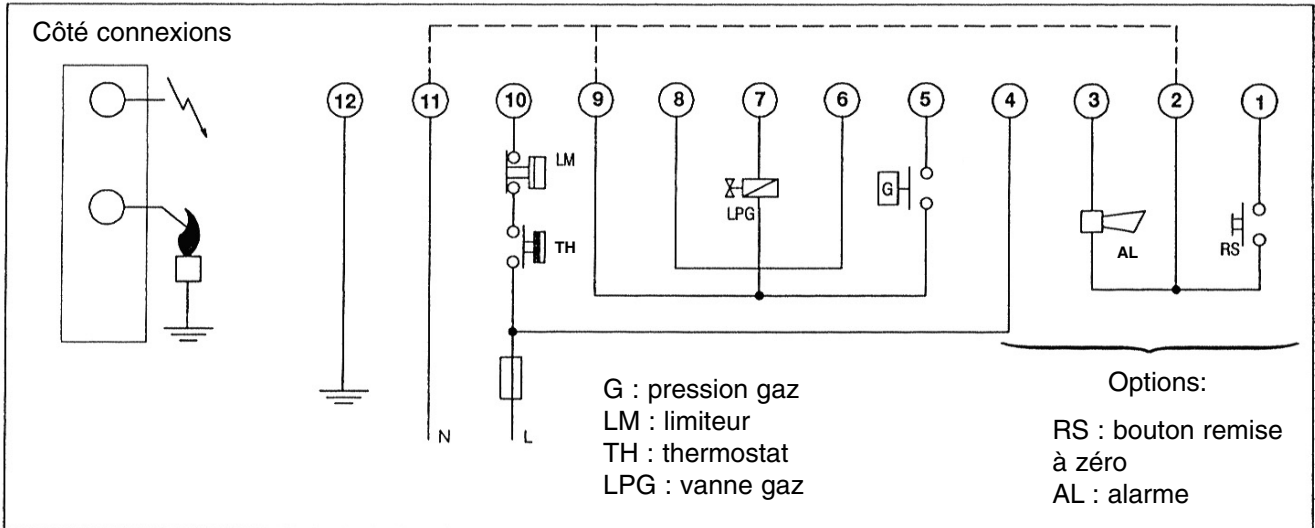 Côté connexions
12 11 10 9 8 7 6 5 4 3 2 1
LM
G
LPG
TH
AL
RS
N L
G : pression gaz
LM : limiteur
TH : thermostat
LPG : vanne gaz
Options:
RS : bouton remise
à zéro
AL : alarme